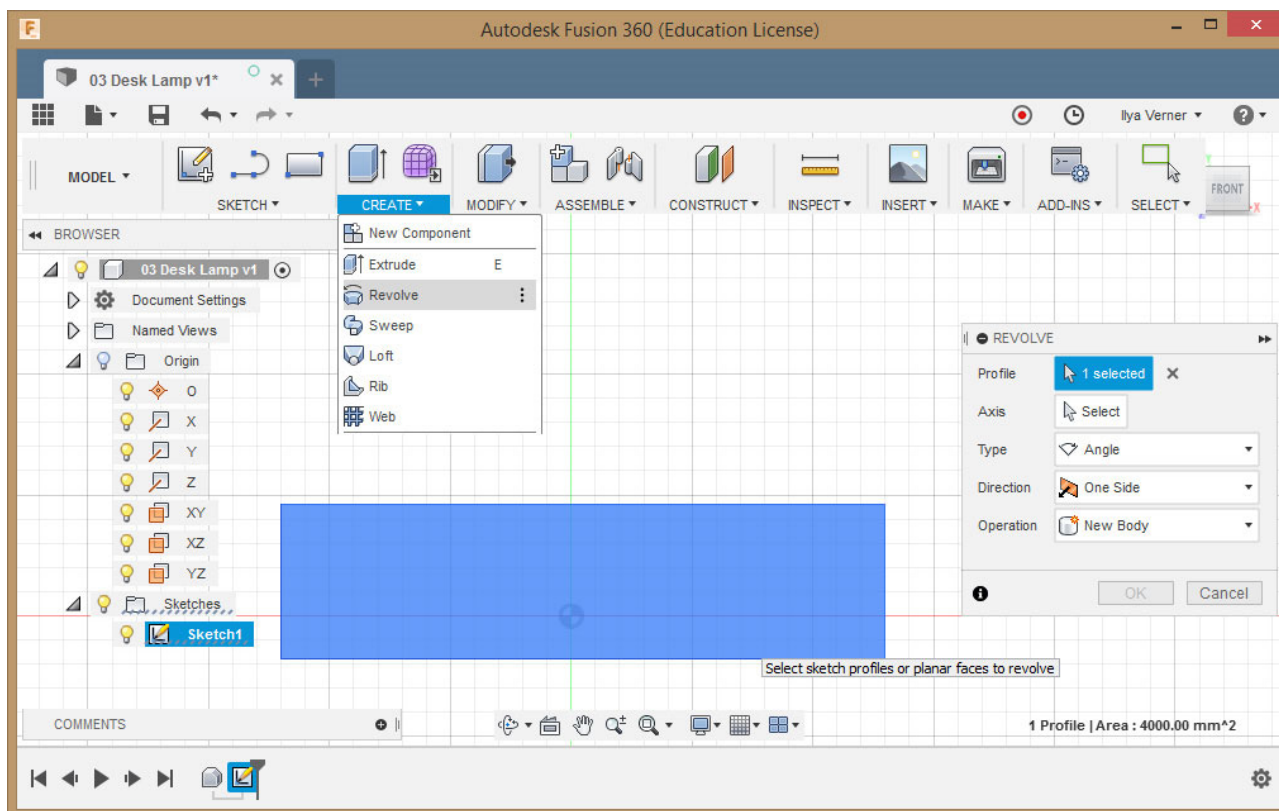 Autodesk Fusion 360 (Education License)
03 Desk Lamp v1*
Ilya Verner
MODEL
SKETCH
CREATE
MODIFY
ASSEMBLE
CONSTRUCT
INSPECT
INSERT
MAKE
ADD-INS
SELECT
FRONT
X
BROWSER
03 Desk Lamp v1
Document Settings
Named Views
Origin
O
X
Y
Z
XY
XZ
YZ
Sketches
Sketch1
New Component
Extrude E
Revolve
Sweep
Loft
Rib
Web
REVOLVE
Profile 1 selected
Axis Select
Type Angle
Direction One Side
Operation New Body
OK Cancel
Select sketch profiles or planar faces to revolve
COMMENTS
1 Profile | Area : 4000.00 mm^2